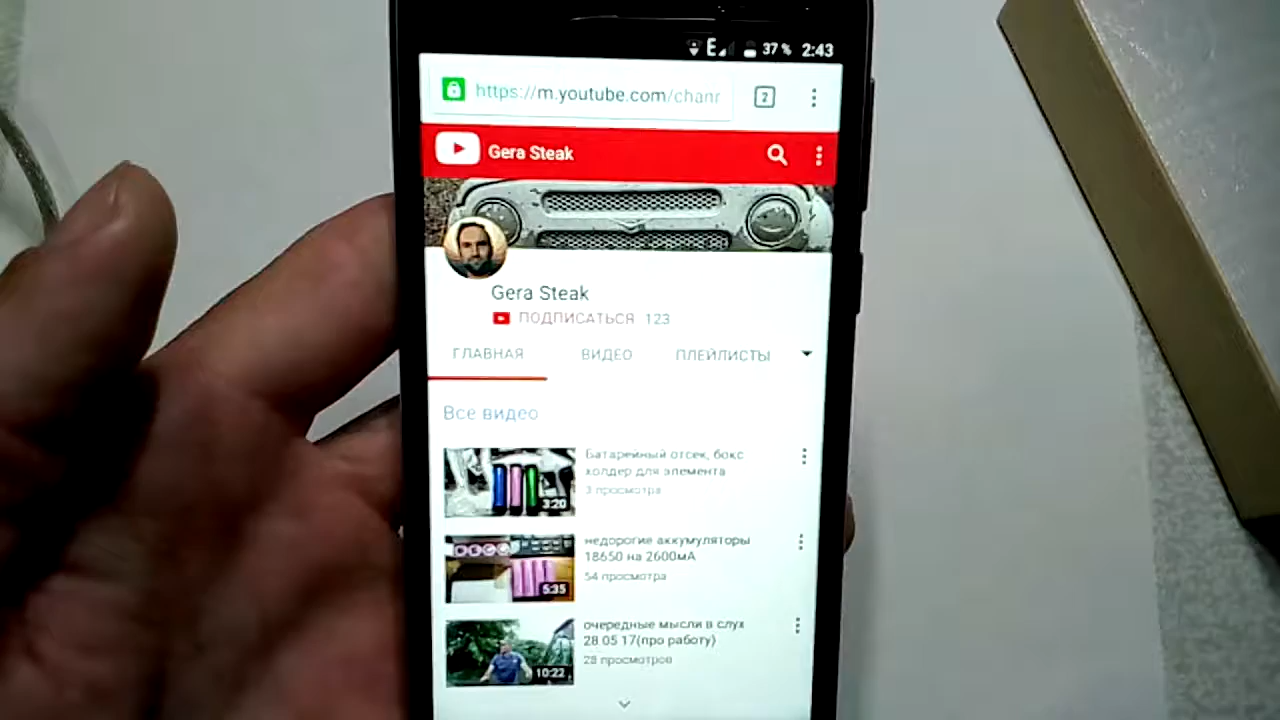 E 37 % 2:43
https://m.youtube.com/chanr
2
Gera Steak
Gera Steak
ПОДПИСАТЬСЯ 123
ГЛАВНАЯ ВИДЕО ПЛЕЙЛИСТЫ
Все видео
Батарейный отсек, бокс
холдер для элемента
3 просмотра
3:20
недорогие аккумуляторы
18650 на 2600мА
54 просмотра
5:35
очередные мысли в слух
28 05 17(про работу)
28 просмотров
10:22